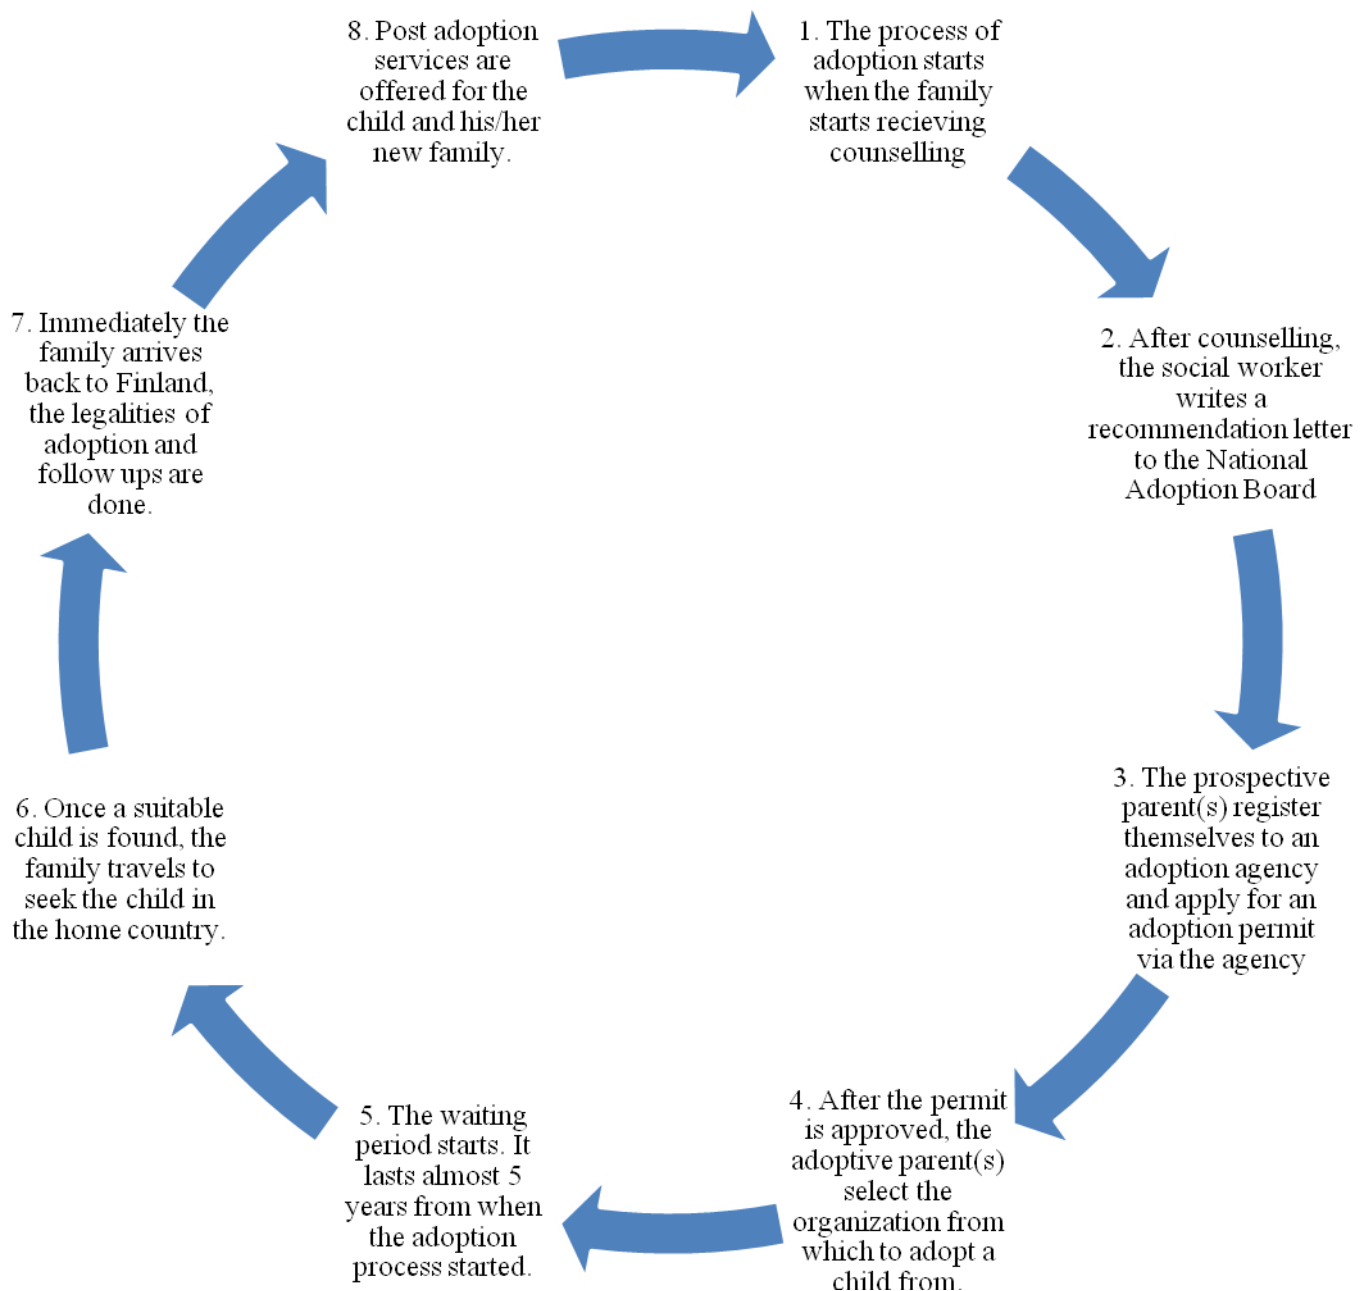 1. The process of
adoption starts
when the family
starts recieving
counselling
2. After counselling,
the social worker
writes a
recommendation letter
to the National
Adoption Board
3. The prospective
parent(s) register
themselves to an
adoption agency
and apply for an
adoption permit
via the agency
4. After the permit
is approved, the
adoptive parent(s)
select the
organization from
which to adopt a
child from.
5. The waiting
period starts. It
lasts almost 5
years from when
the adoption
process started.
6. Once a suitable
child is found, the
family travels to
seek the child in
the home country.
7. Immediately the
family arrives
back to Finland,
the legalities of
adoption and
follow ups are
done.
8. Post adoption
services are
offered for the
child and his/her
new family.